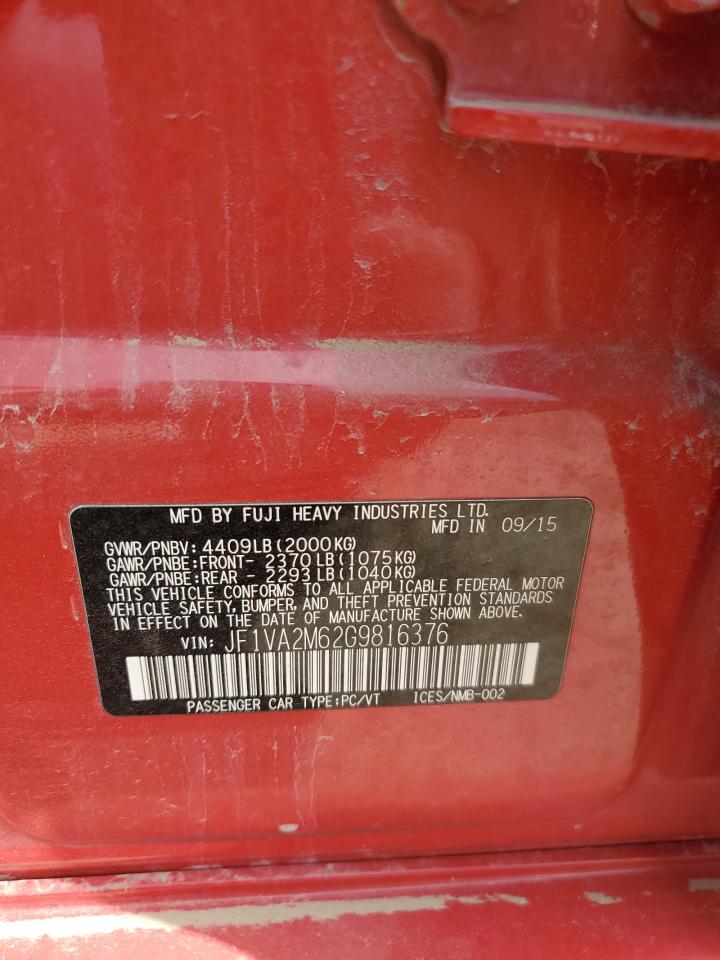 MFD BY FUJI HEAVY INDUSTRIES LTD.
MFD IN 09/15
GVWR/PNBV: 4409LB(2000KG)
GAWR/PNBE:FRONT- 2370LB(1075KG)
GAWR/PNBE:REAR - 2293LB(1040KG)
THIS VEHICLE CONFORMS TO ALL APPLICABLE FEDERAL MOTOR
VEHICLE SAFETY, BUMPER, AND THEFT PREVENTION STANDARDS
IN EFFECT ON THE DATE OF MANUFACTURE SHOWN ABOVE.
VIN: JF1VA2M62G9816376
PASSENGER CAR TYPE:PC/VT ICES/NMB-002